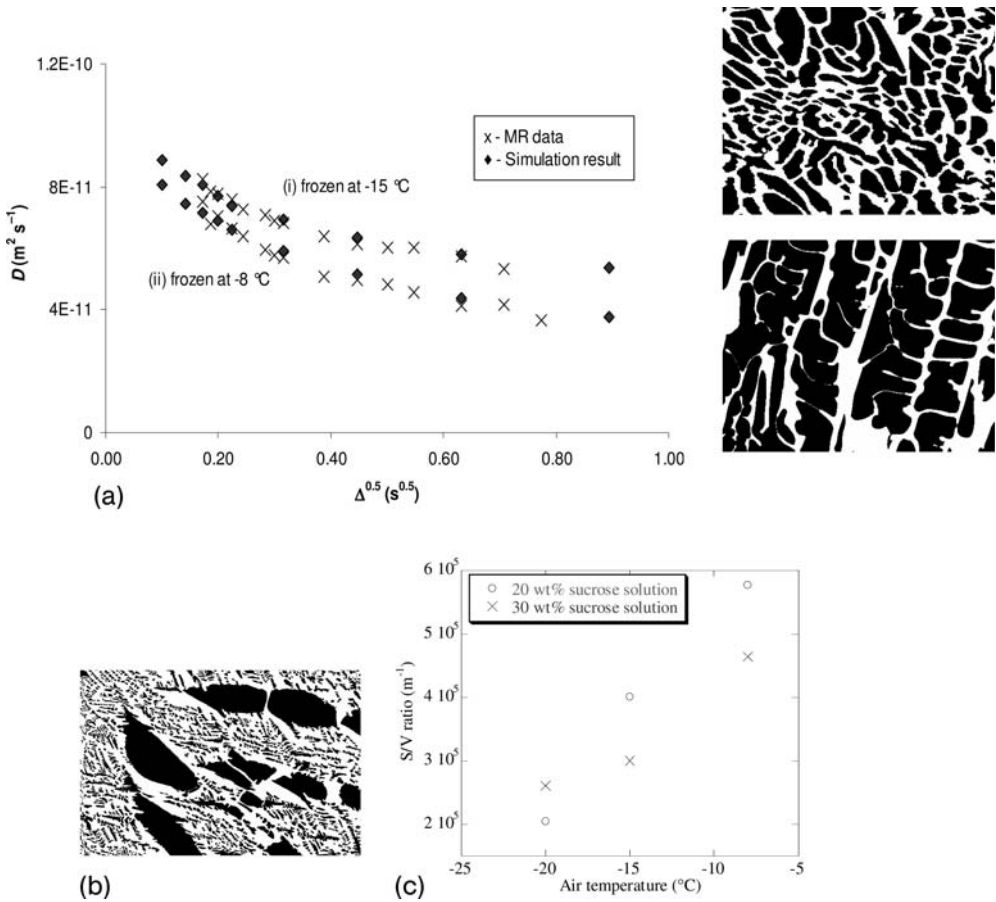 1.2E-10
x - MR data
♦ - Simulation result
8E-11
(i) frozen at -15 °C
D (m² s⁻¹)
(ii) frozen at -8 °C
4E-11
0
0.00 0.20 0.40 0.60 0.80 1.00
(a)
Δ^0.5 (s^0.5)
6 10⁵
○ 20 wt% sucrose solution
× 30 wt% sucrose solution
5 10⁵
S/V ratio (m⁻¹)
4 10⁵
3 10⁵
2 10⁵
-25 -20 -15 -10 -5
(b)
(c)
Air temperature (°C)